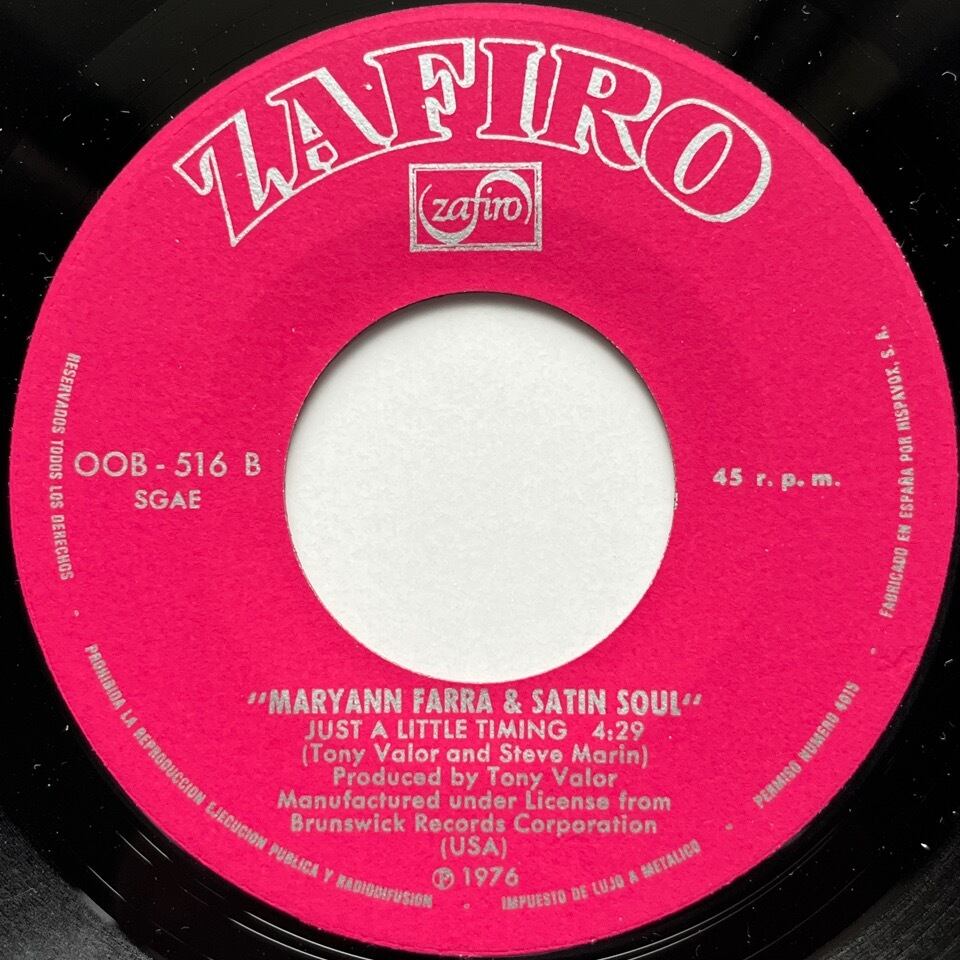 ZAFIRO
zafiro
OOB - 516 B
SGAE
45 r. p. m.
"MARYANN FARRA & SATIN SOUL"
JUST A LITTLE TIMING 4:29
(Tony Valor and Steve Marin)
Produced by Tony Valor
Manufactured under License from
Brunswick Records Corporation
(USA)
℗ 1976
RESERVADOS TODOS LOS DERECHOS
PROHIBIDA LA REPRODUCCION EJECUCION PUBLICA Y RADIODIFUSION
IMPUESTO DE LUJO A METALICO
PERMISO NUMERO 4015
FABRICADO EN ESPAÑA POR HISPAVOX, S. A.